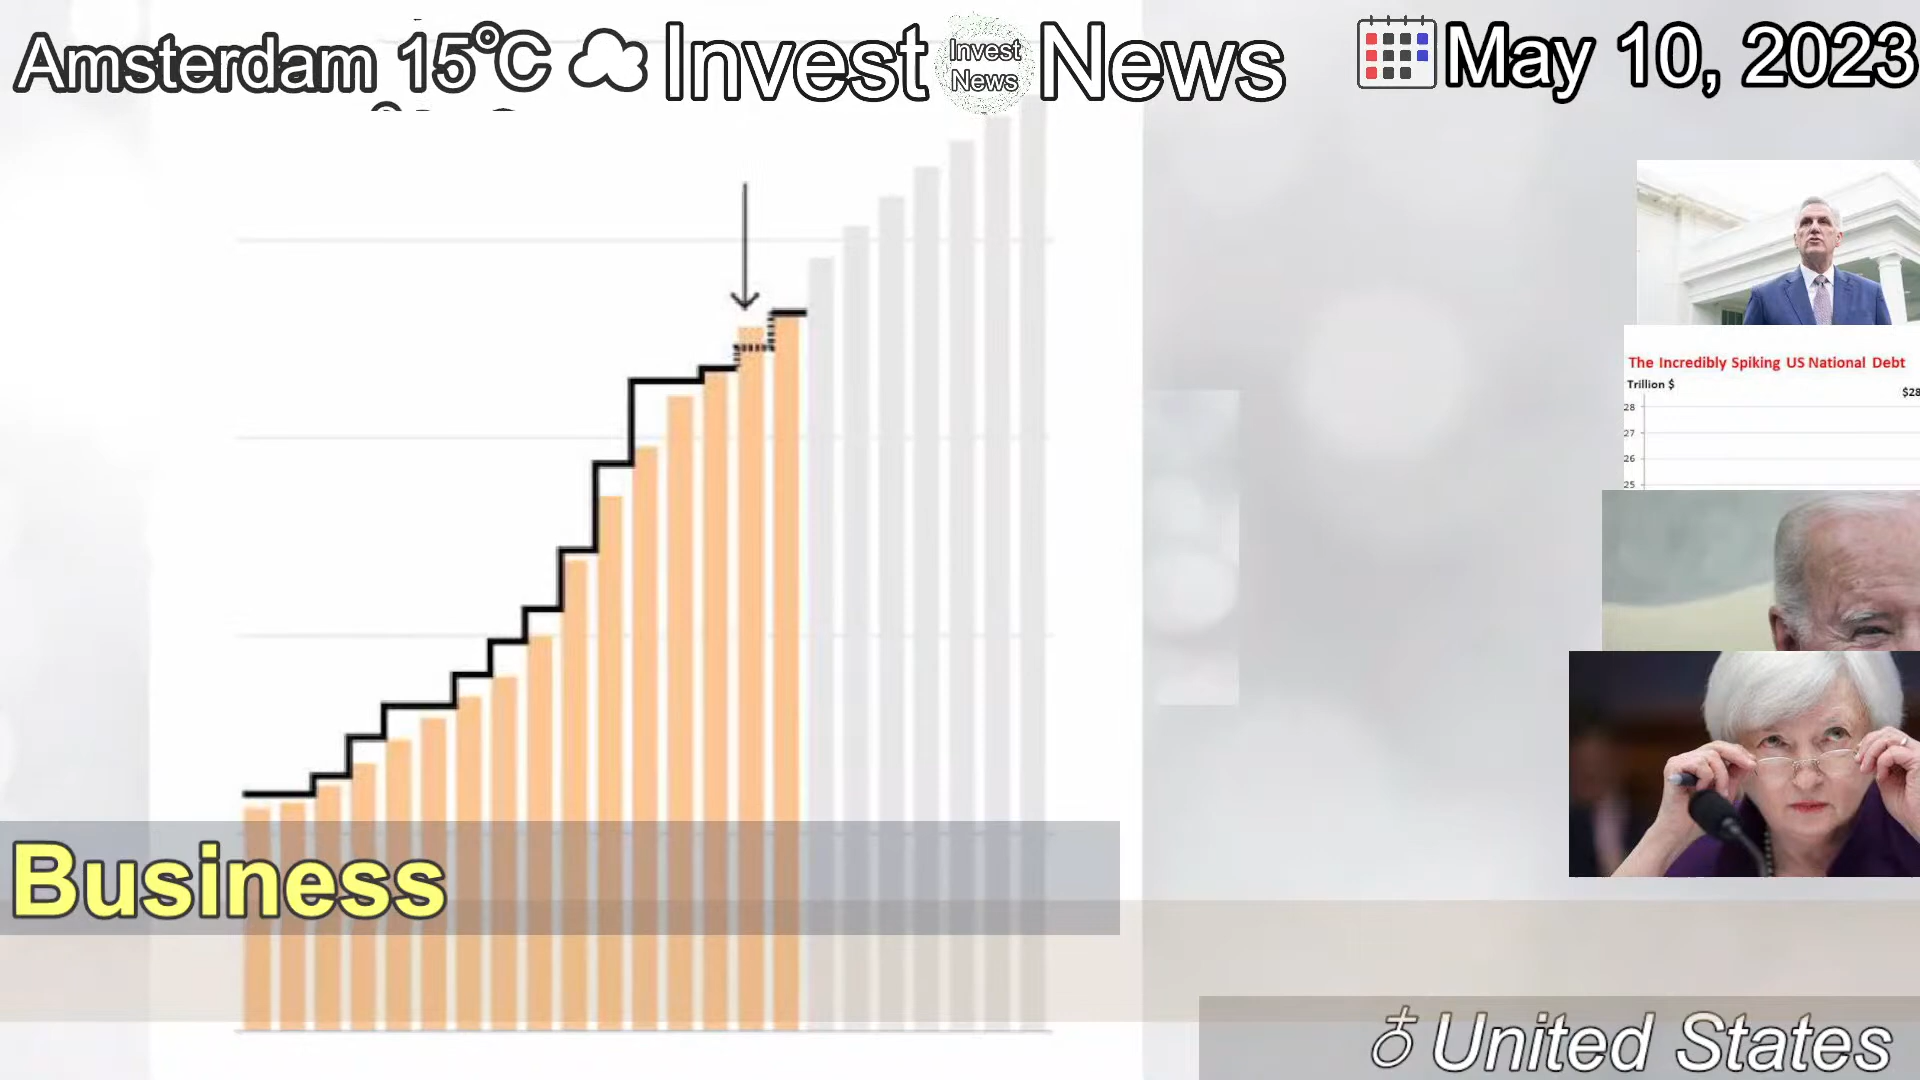 Amsterdam 15°C
Invest
Invest
News
News
May 10, 2023
The Incredibly Spiking US National Debt
Trillion $
$28
28
27
26
25
Business
United States